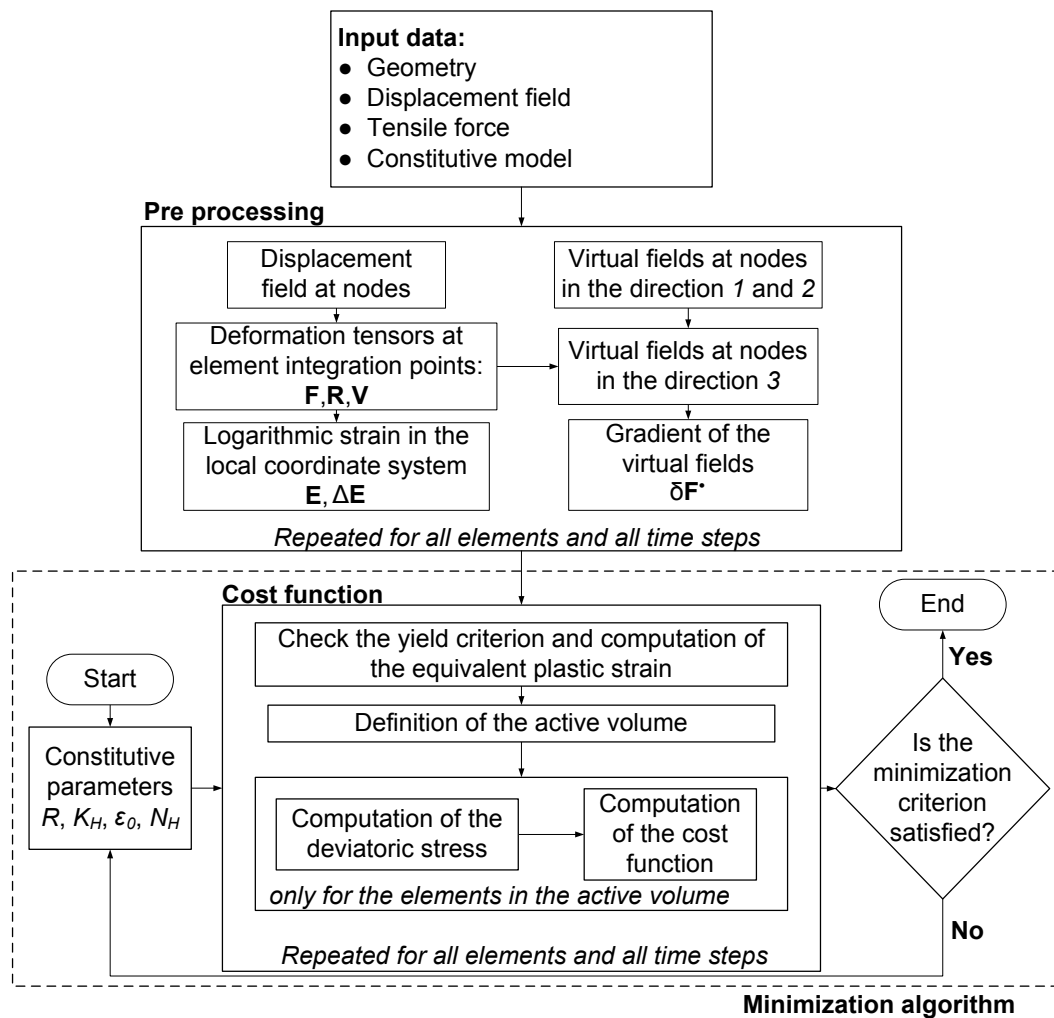 Input data:
● Geometry
● Displacement field
● Tensile force
● Constitutive model
Pre processing
Displacement
field at nodes
Virtual fields at nodes
in the direction 1 and 2
Deformation tensors at
element integration points:
F,R,V
Virtual fields at nodes
in the direction 3
Logarithmic strain in the
local coordinate system
E, ΔE
Gradient of the
virtual fields
δF•
Repeated for all elements and all time steps
Cost function
Check the yield criterion and computation of
the equivalent plastic strain
Definition of the active volume
Computation of the
deviatoric stress
Computation
of the cost
function
only for the elements in the active volume
Repeated for all elements and all time steps
Start
Constitutive
parameters
R, K_H, ε_0, N_H
End
Yes
Is the
minimization
criterion
satisfied?
No
Minimization algorithm